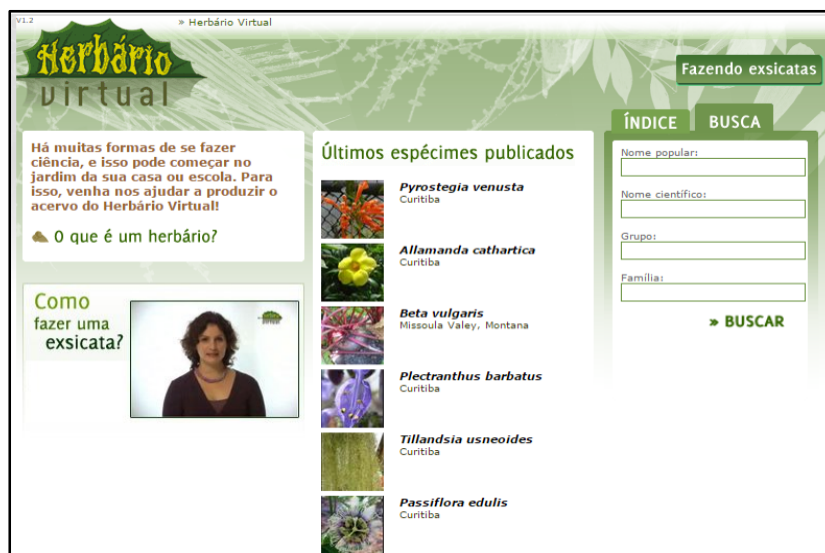 V1.2
» Herbário Virtual
Herbário
virtual
Fazendo exsicatas
ÍNDICE
BUSCA
Há muitas formas de se fazer
ciência, e isso pode começar no
jardim da sua casa ou escola. Para
isso, venha nos ajudar a produzir o
acervo do Herbário Virtual!
O que é um herbário?
Como
fazer uma
exsicata?
Últimos espécimes publicados
Pyrostegia venusta
Curitiba
Allamanda cathartica
Curitiba
Beta vulgaris
Missoula Valey, Montana
Plectranthus barbatus
Curitiba
Tillandsia usneoides
Curitiba
Passiflora edulis
Curitiba
Nome popular:
Nome científico:
Grupo:
Família:
» BUSCAR